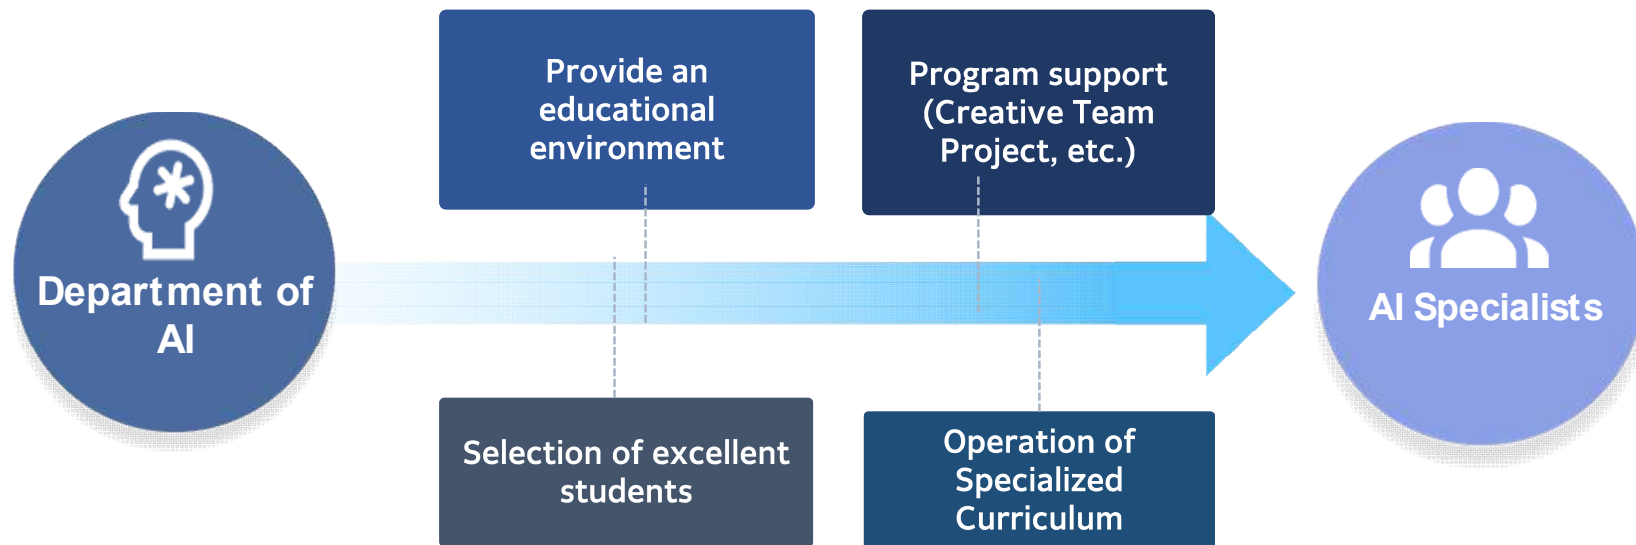 Provide an
educational
environment
Program support
(Creative Team
Project, etc.)
Department of
AI
AI Specialists
Selection of excellent
students
Operation of
Specialized
Curriculum